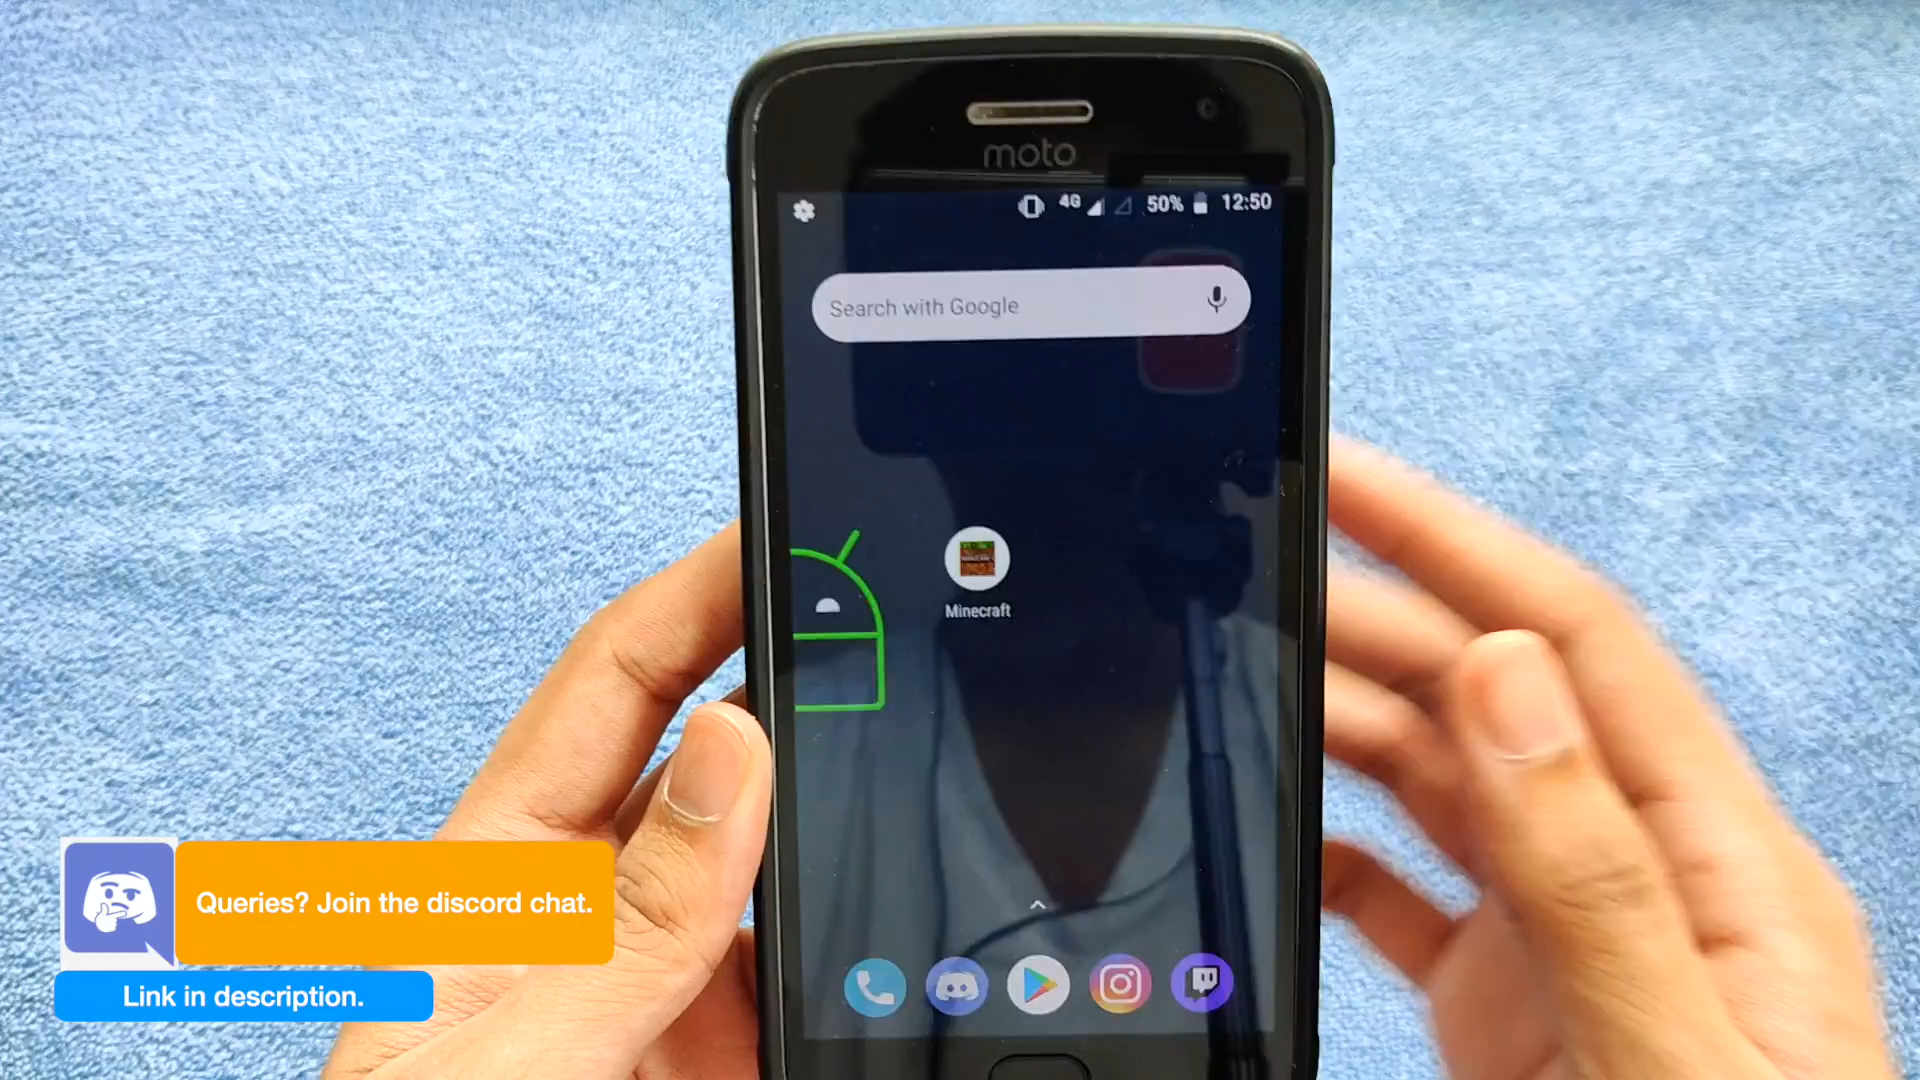 moto
4G 50% 12:50
Search with Google
Minecraft
Queries? Join the discord chat.
Link in description.